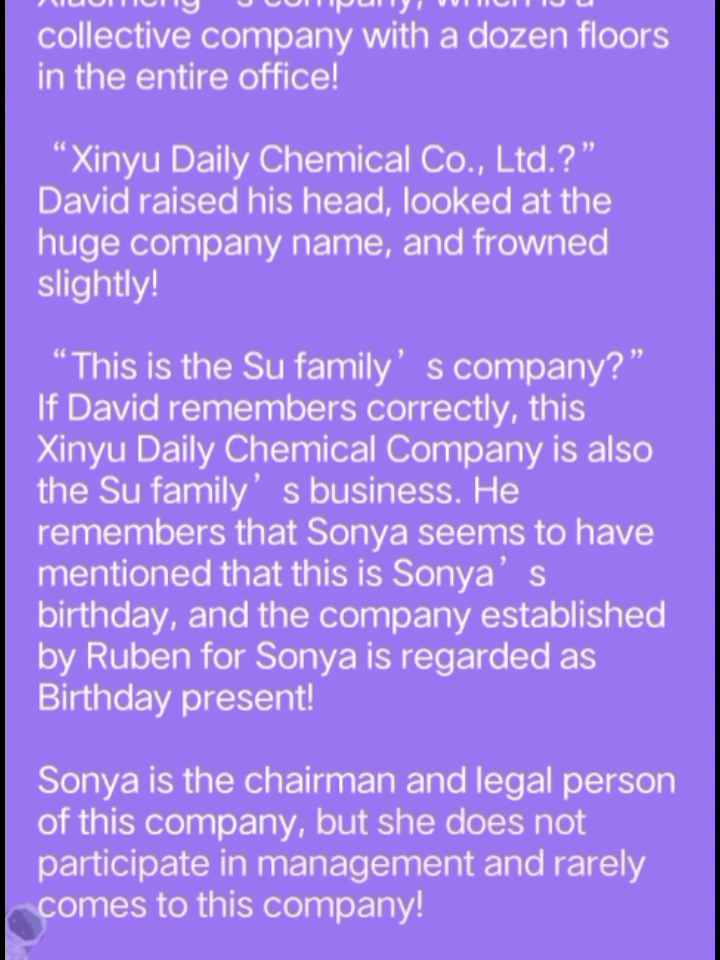 Xiaomeng’s company, which is a
collective company with a dozen floors
in the entire office!
“Xinyu Daily Chemical Co., Ltd.?”
David raised his head, looked at the
huge company name, and frowned
slightly!
“This is the Su family’s company?”
If David remembers correctly, this
Xinyu Daily Chemical Company is also
the Su family’s business. He
remembers that Sonya seems to have
mentioned that this is Sonya’s
birthday, and the company established
by Ruben for Sonya is regarded as
Birthday present!
Sonya is the chairman and legal person
of this company, but she does not
participate in management and rarely
comes to this company!